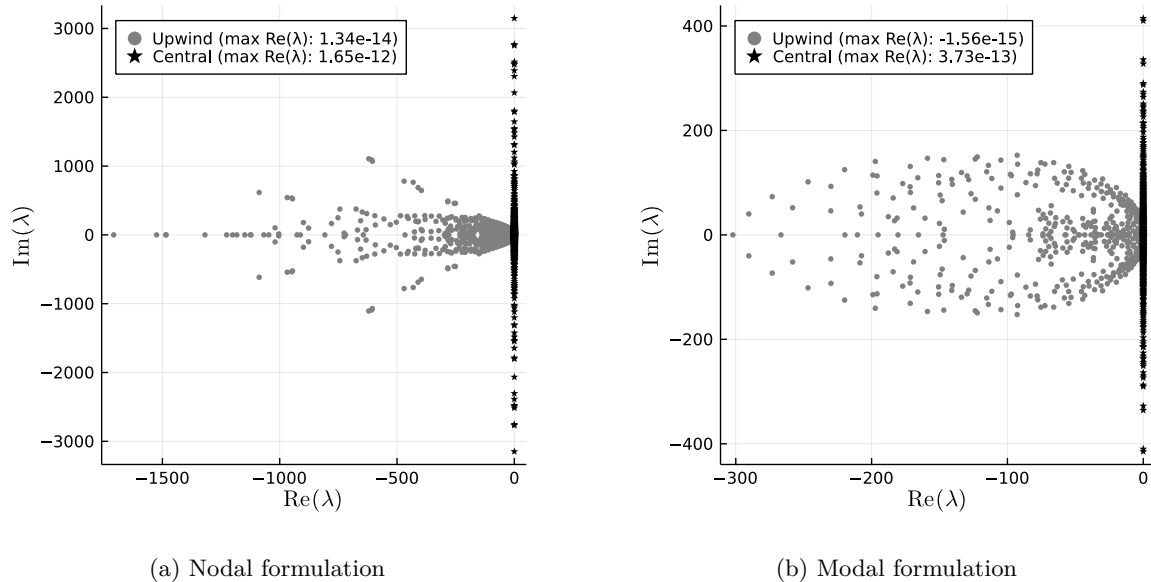 Upwind (max Re(λ): 1.34e-14)
Central (max Re(λ): 1.65e-12)
3000
2000
1000
0
−1000
−2000
−3000
Im(λ)
−1500
−1000
−500
0
Re(λ)
(a) Nodal formulation
Upwind (max Re(λ): -1.56e-15)
Central (max Re(λ): 3.73e-13)
400
200
0
−200
−400
Im(λ)
−300
−200
−100
0
Re(λ)
(b) Modal formulation